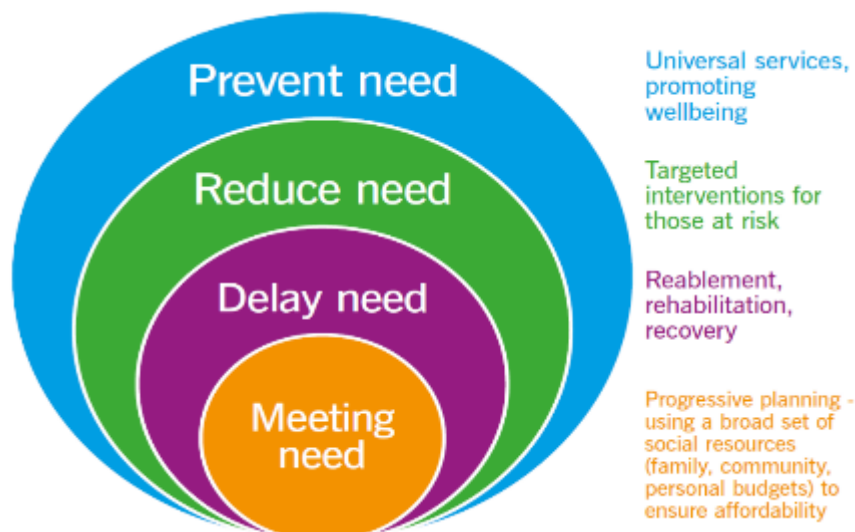 Prevent need
Reduce need
Delay need
Meeting
need
Universal services,
promoting
wellbeing
Targeted
interventions for
those at risk
Reablement,
rehabilitation,
recovery
Progressive planning -
using a broad set of
social resources
(family, community,
personal budgets) to
ensure affordability